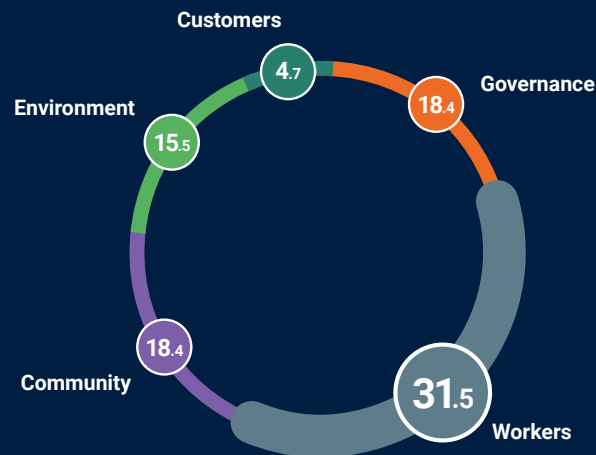 Customers
4.7
Governance
18.4
Environment
15.5
18.4
Community
31.5
Workers